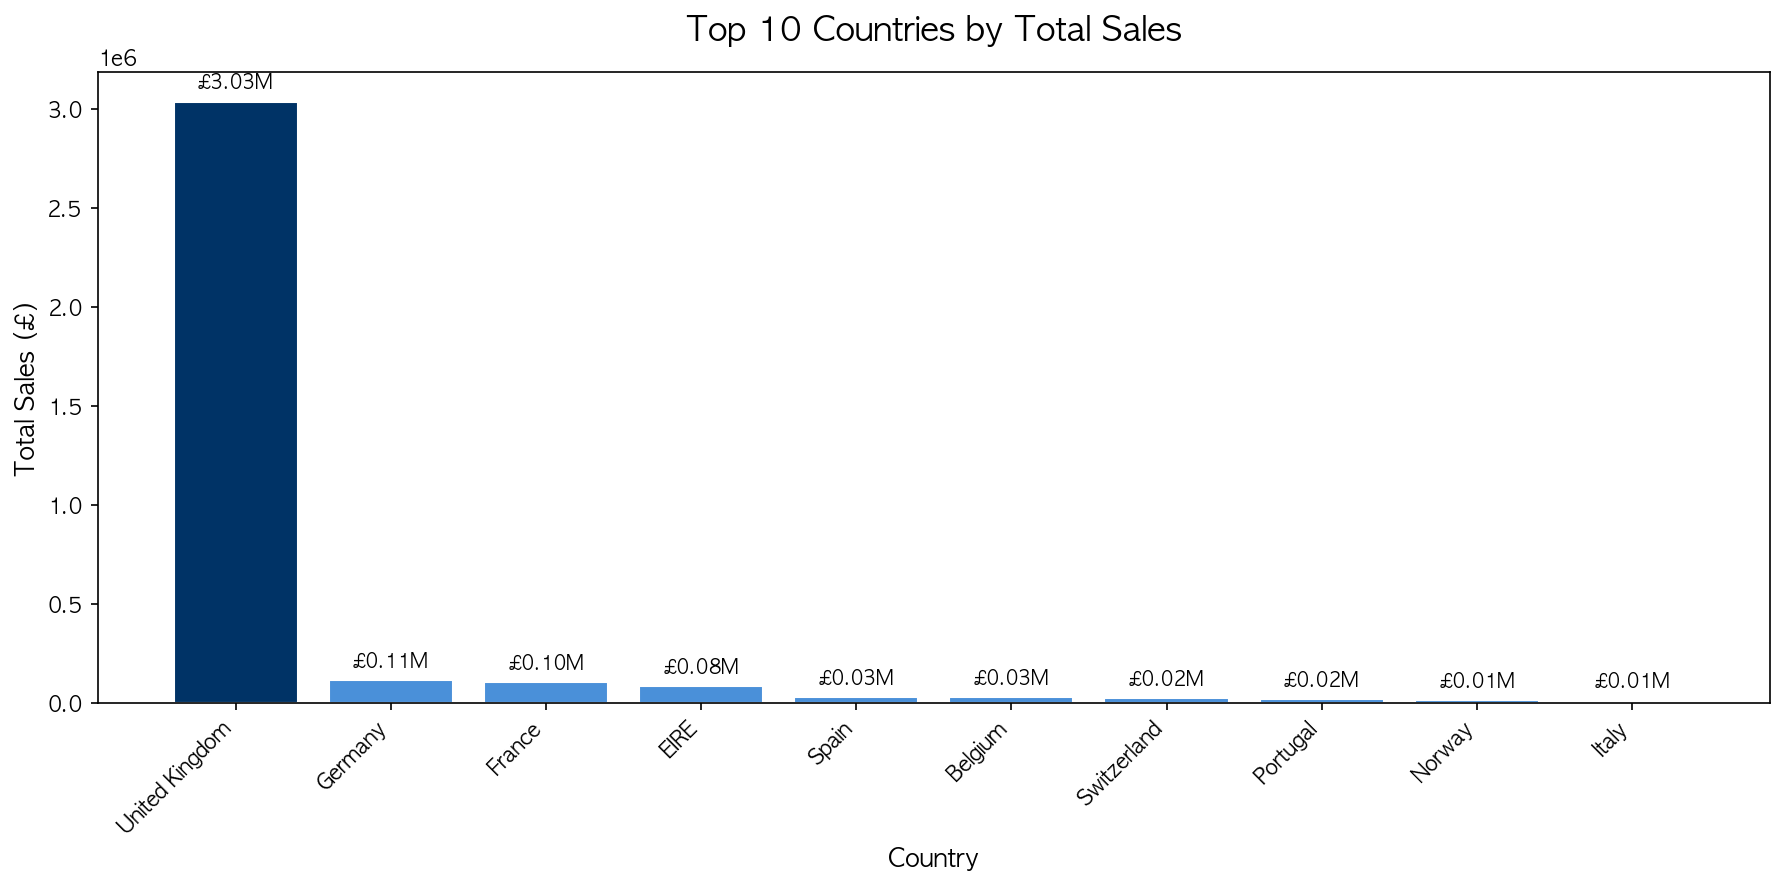 Top 10 Countries by Total Sales
1e6
£3.03M
3.0
2.5
2.0
1.5
1.0
0.5
0.0
Total Sales (£)
£0.11M
£0.10M
£0.08M
£0.03M
£0.03M
£0.02M
£0.02M
£0.01M
£0.01M
United Kingdom
Germany
France
EIRE
Spain
Belgium
Switzerland
Portugal
Norway
Italy
Country